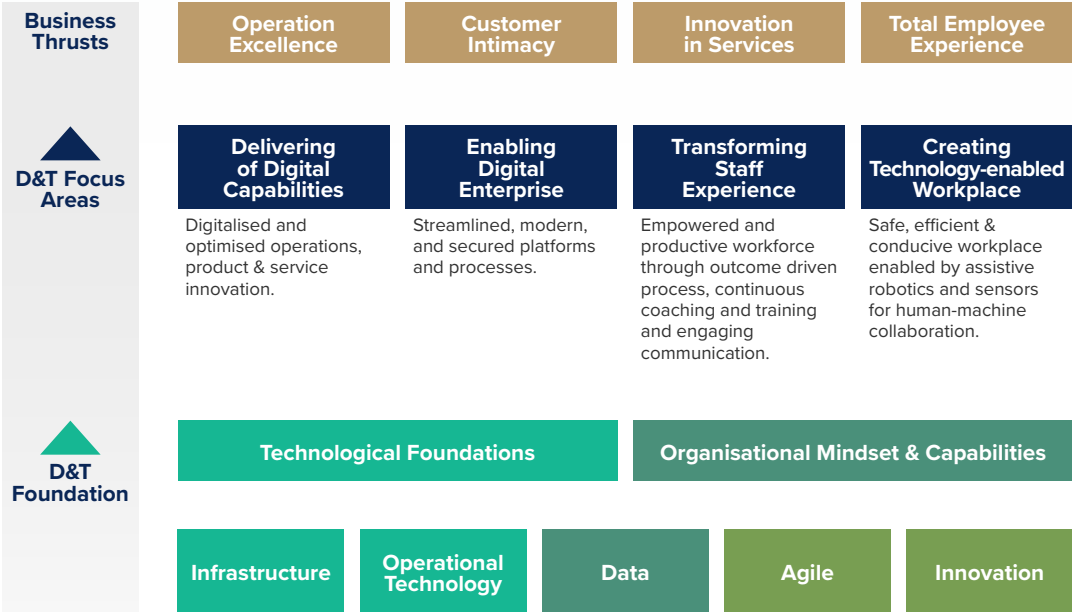 Business
Thrusts
Operation
Excellence
Customer
Intimacy
Innovation
in Services
Total Employee
Experience
D&T Focus
Areas
Delivering
of Digital
Capabilities
Digitalised and
optimised operations,
product & service
innovation.
Enabling
Digital
Enterprise
Streamlined, modern,
and secured platforms
and processes.
Transforming
Staff
Experience
Empowered and
productive workforce
through outcome driven
process, continuous
coaching and training
and engaging
communication.
Creating
Technology-enabled
Workplace
Safe, efficient &
conducive workplace
enabled by assistive
robotics and sensors
for human-machine
collaboration.
D&T
Foundation
Technological Foundations
Organisational Mindset & Capabilities
Infrastructure
Operational
Technology
Data
Agile
Innovation